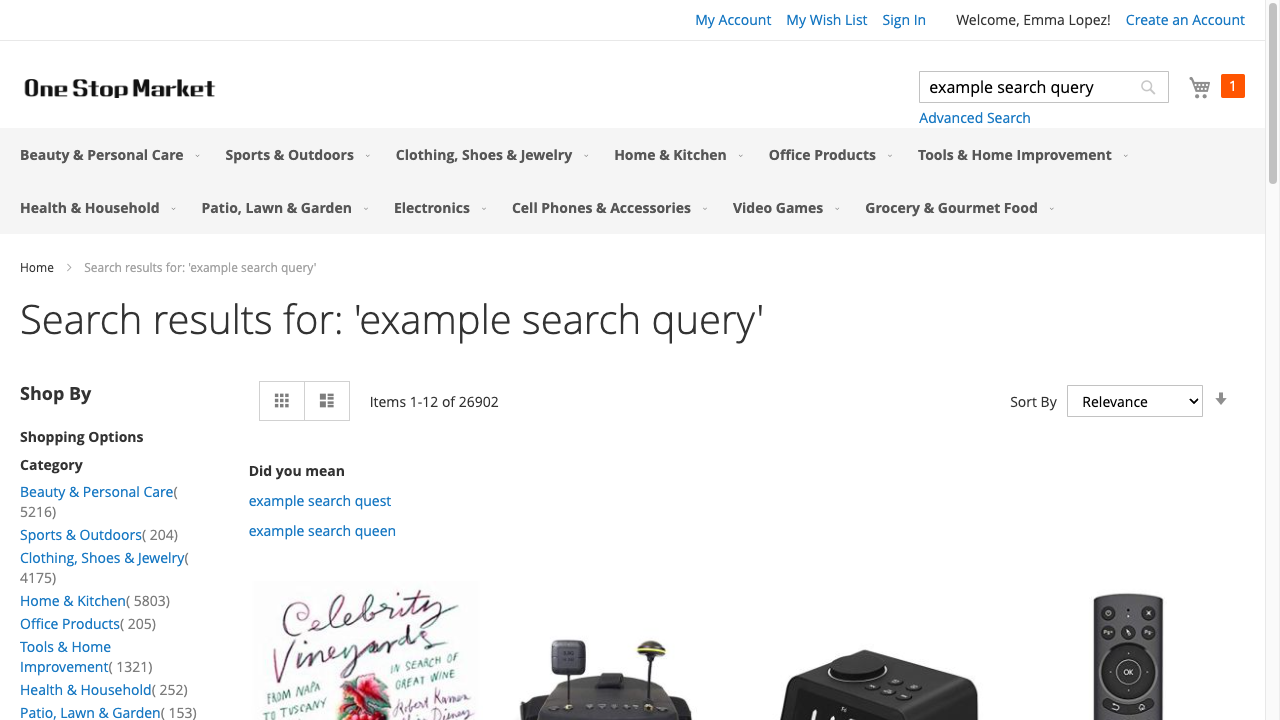 My Account My Wish List Sign In Welcome, Emma Lopez! Create an Account
One Stop Market
example search query
1
Advanced Search
Beauty & Personal Care Sports & Outdoors Clothing, Shoes & Jewelry Home & Kitchen Office Products Tools & Home Improvement
Health & Household Patio, Lawn & Garden Electronics Cell Phones & Accessories Video Games Grocery & Gourmet Food
Home Search results for: 'example search query'
Search results for: 'example search query'
Shop By
Items 1-12 of 26902
Sort By Relevance
Shopping Options
Category
Beauty & Personal Care( 5216)
Sports & Outdoors( 204)
Clothing, Shoes & Jewelry( 4175)
Home & Kitchen( 5803)
Office Products( 205)
Tools & Home Improvement( 1321)
Health & Household( 252)
Patio, Lawn & Garden( 153)
Did you mean
example search quest
example search queen
Celebrity
Vineyards
IN SEARCH OF
GREAT WINE
FROM NAPA
TO TUSCANY
OK